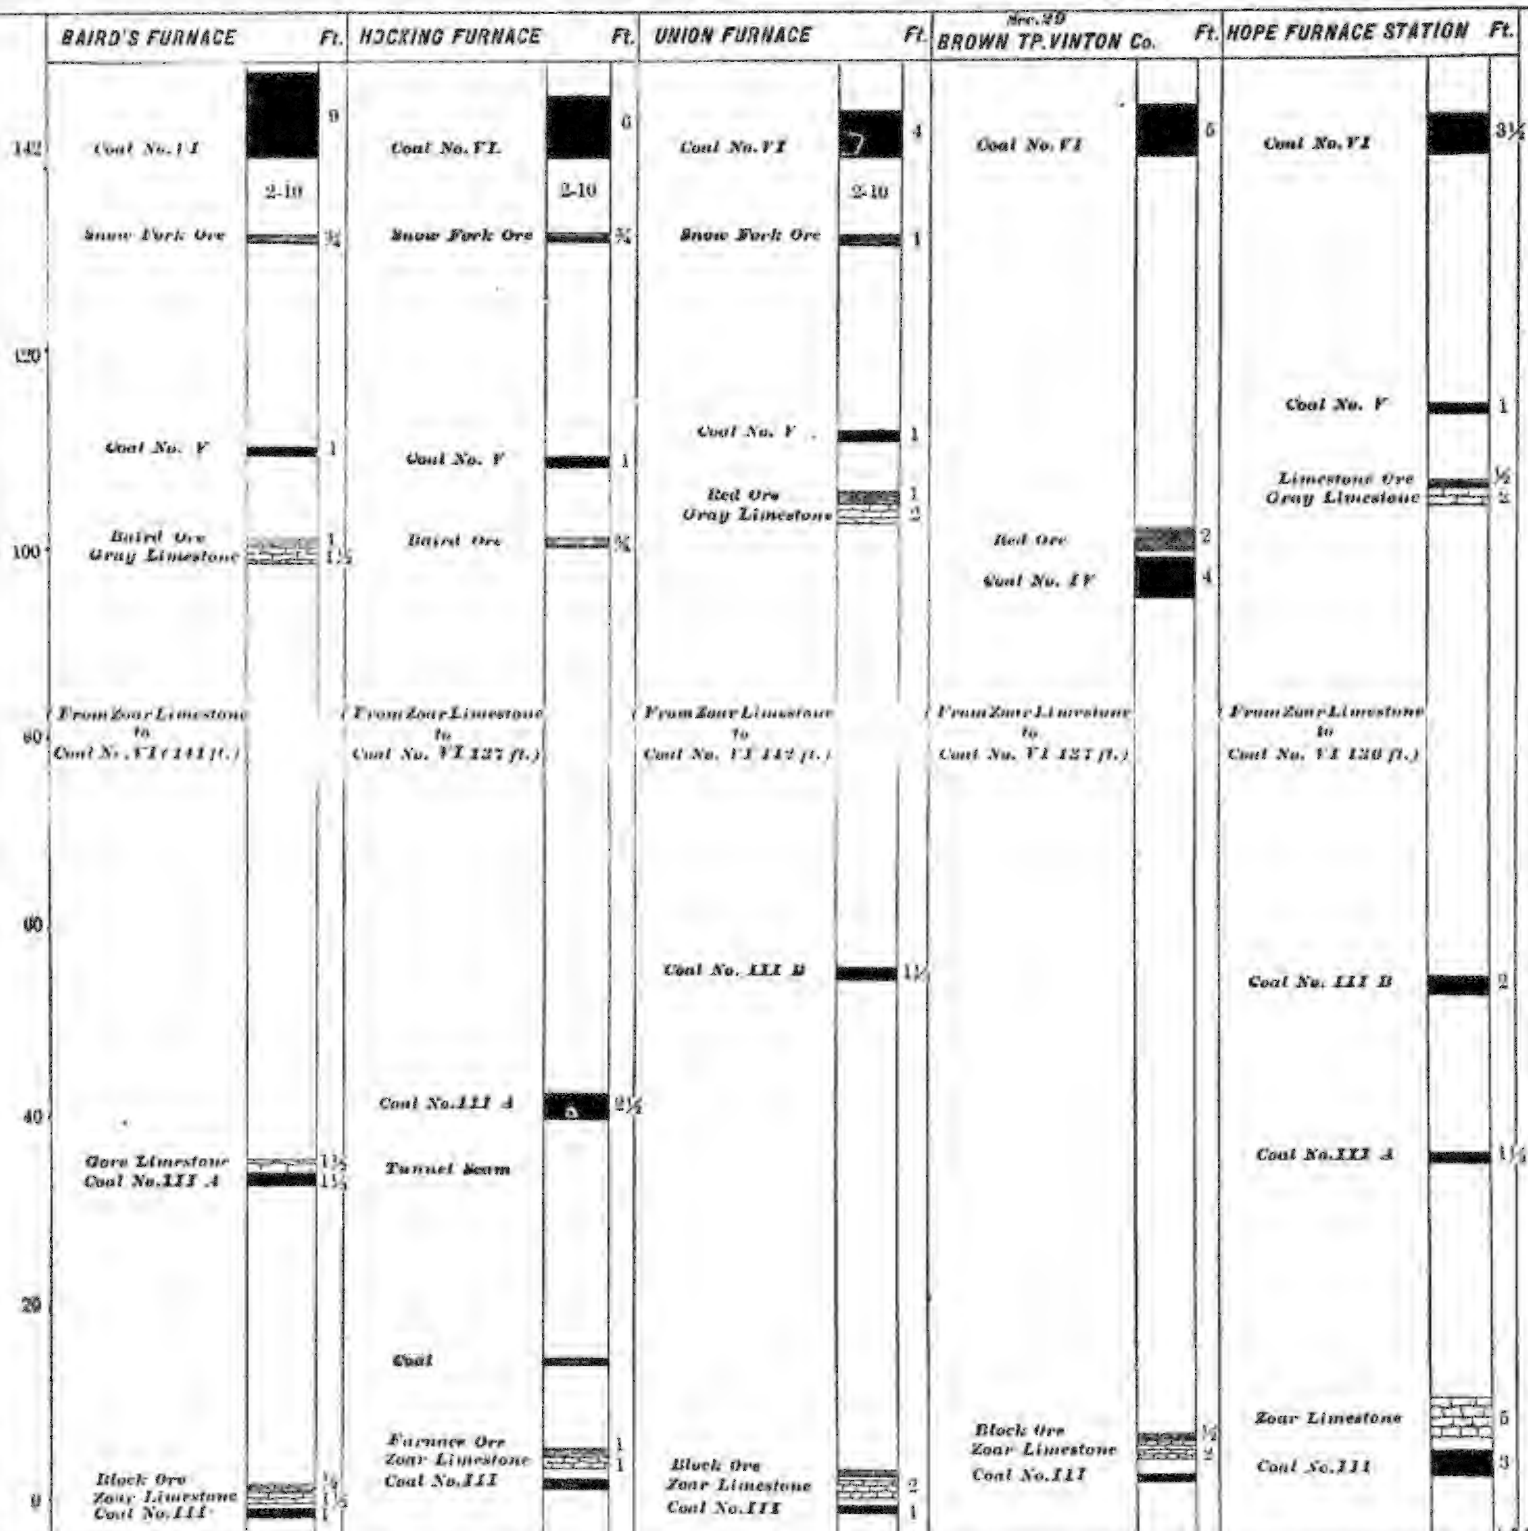 BAIRD'S FURNACE Ft. HOCKING FURNACE Ft. UNION FURNACE Ft. Sec. 29 BROWN TP. VINTON Co. Ft. HOPE FURNACE STATION Ft.
142
120
100
80
60
40
20
0
Coal No. VI 9
2-10
Snow Fork Ore ¾
Coal No. V 1
Baird Ore 1
Gray Limestone 1½
(From Zoar Limestone
to
Coal No. VI (141 ft.)
Gore Limestone 1½
Coal No. III A
Block Ore ½
Zoar Limestone 1½
Coal No. III 1
Coal No. VI. 6
2-10
Snow Fork Ore ¾
Coal No. V 1
Baird Ore ¾
(From Zoar Limestone
to
Coal No. VI 137 ft.)
Coal No. III A 2½
Tunnel Seam
Coal
Furnace Ore 1
Zoar Limestone 1
Coal No. III
Coal No. VI 4
2-10
Snow Fork Ore 1
Coal No. V 1
Red Ore 1
Gray Limestone 2
(From Zoar Limestone
to
Coal No. VI 142 ft.)
Coal No. III B
Block Ore
Zoar Limestone 2
Coal No. III 1
Coal No. VI 5
Red Ore 2
Coal No. IV 4
(From Zoar Limestone
to
Coal No. VI 137 ft.)
Block Ore ½
Zoar Limestone 2
Coal No. III
Coal No. VI 3½
Coal No. V 1
Limestone Ore ½
Gray Limestone 2
(From Zoar Limestone
to
Coal No. VI 130 ft.)
Coal No. III B 2
Coal No. III A
Zoar Limestone 5
Coal No. III 3